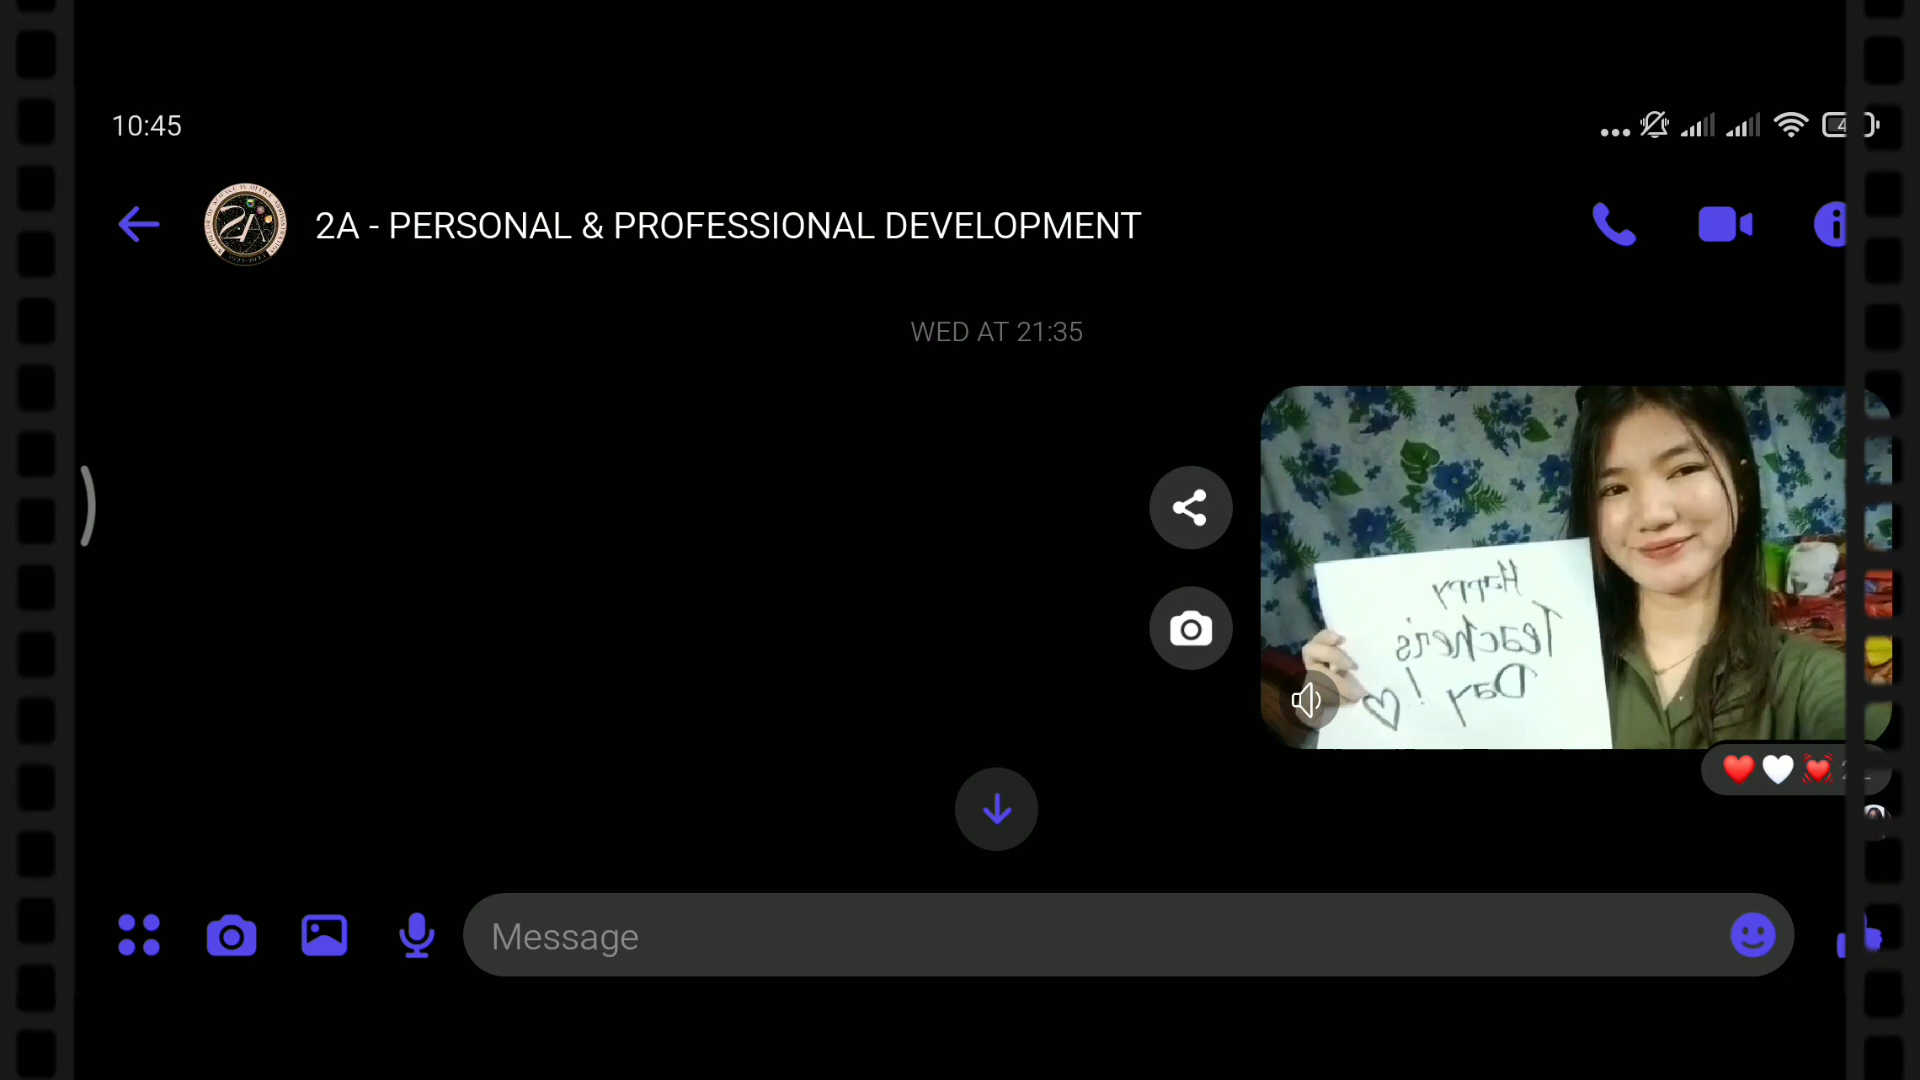 10:45
2A - PERSONAL & PROFESSIONAL DEVELOPMENT
WED AT 21:35
Happy
Teacher's
Day!
Message